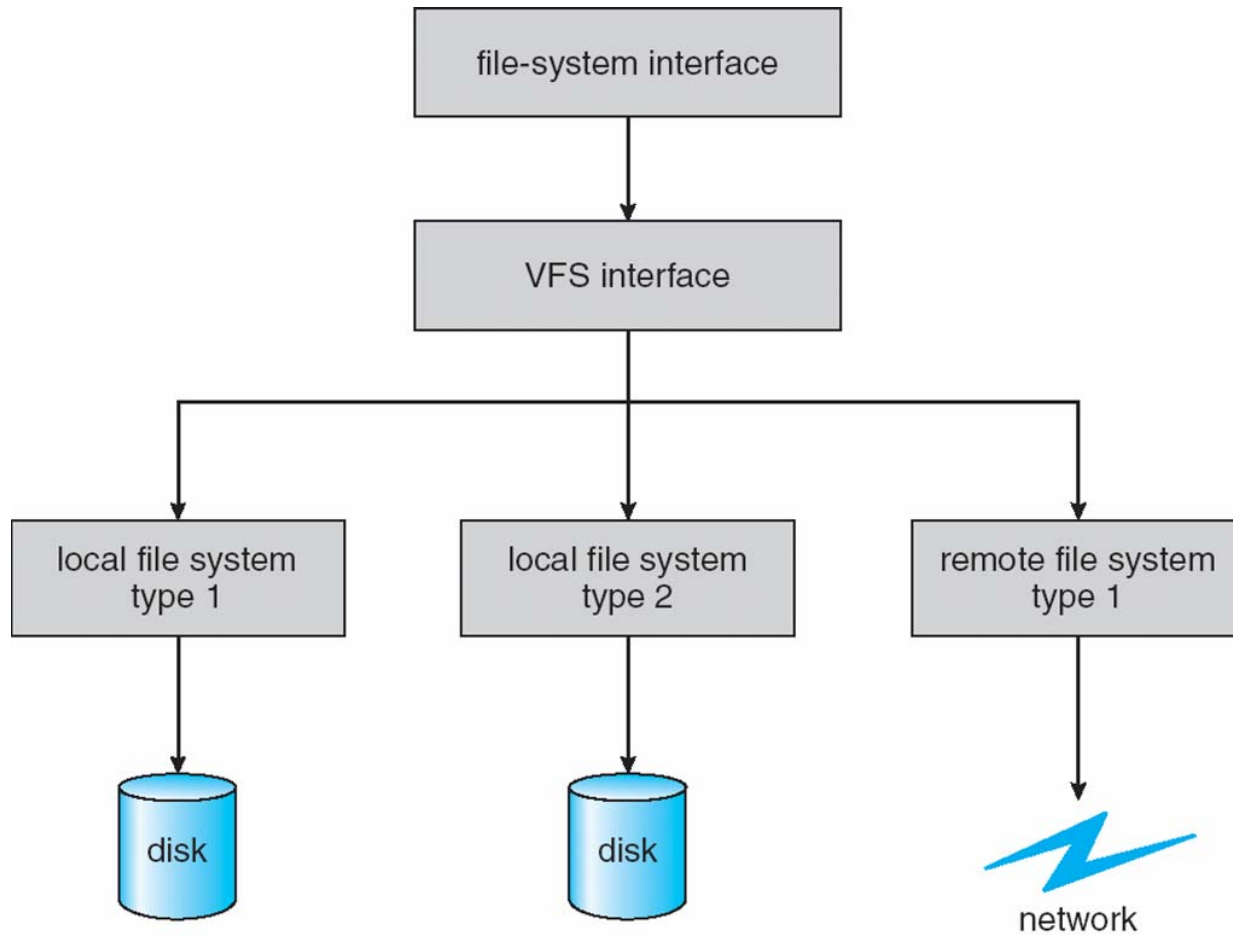 file-system interface
VFS interface
local file system
type 1
local file system
type 2
remote file system
type 1
disk
disk
network